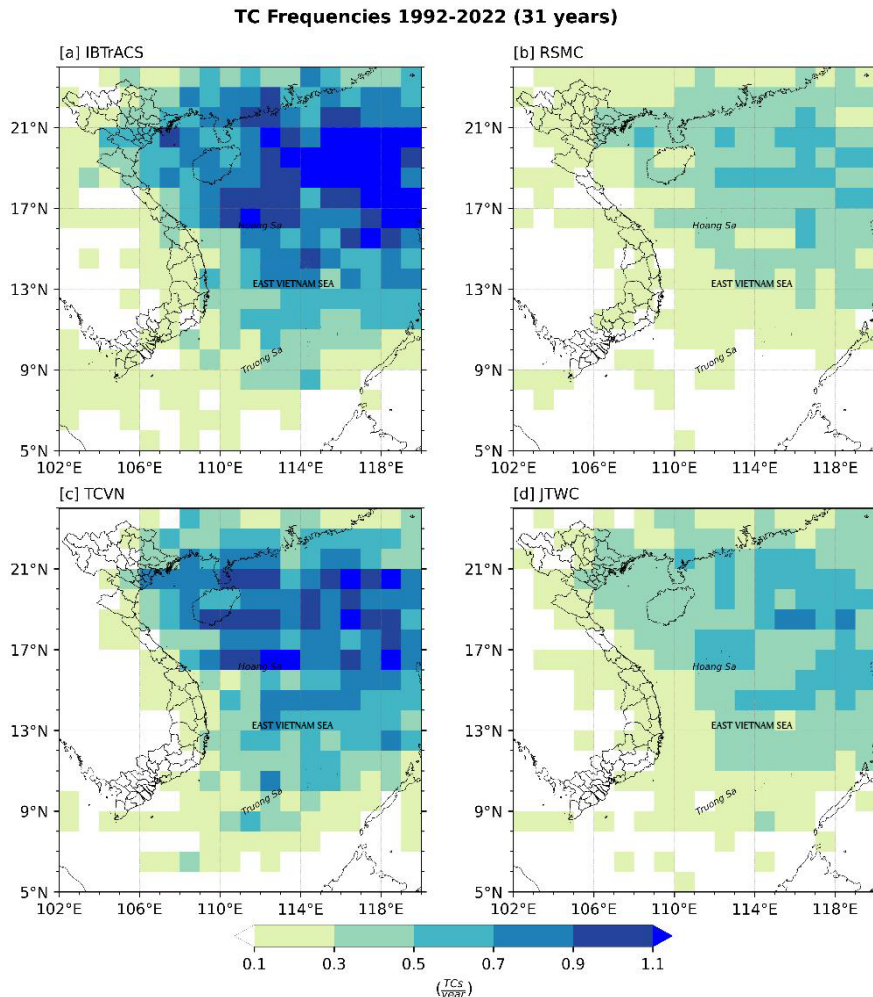 TC Frequencies 1992-2022 (31 years)
[a] IBTrACS
[b] RSMC
21°N
17°N
13°N
9°N
5°N
Hoang Sa
EAST VIETNAM SEA
Truong Sa
102°E 106°E 110°E 114°E 118°E
21°N
17°N
13°N
9°N
5°N
Hoang Sa
EAST VIETNAM SEA
Truong Sa
102°E 106°E 110°E 114°E 118°E
[c] TCVN
[d] JTWC
21°N
17°N
13°N
9°N
5°N
Hoang Sa
EAST VIETNAM SEA
Truong Sa
102°E 106°E 110°E 114°E 118°E
21°N
17°N
13°N
9°N
5°N
Hoang Sa
EAST VIETNAM SEA
Truong Sa
102°E 106°E 110°E 114°E 118°E
0.1 0.3 0.5 0.7 0.9 1.1
(TCs/year)